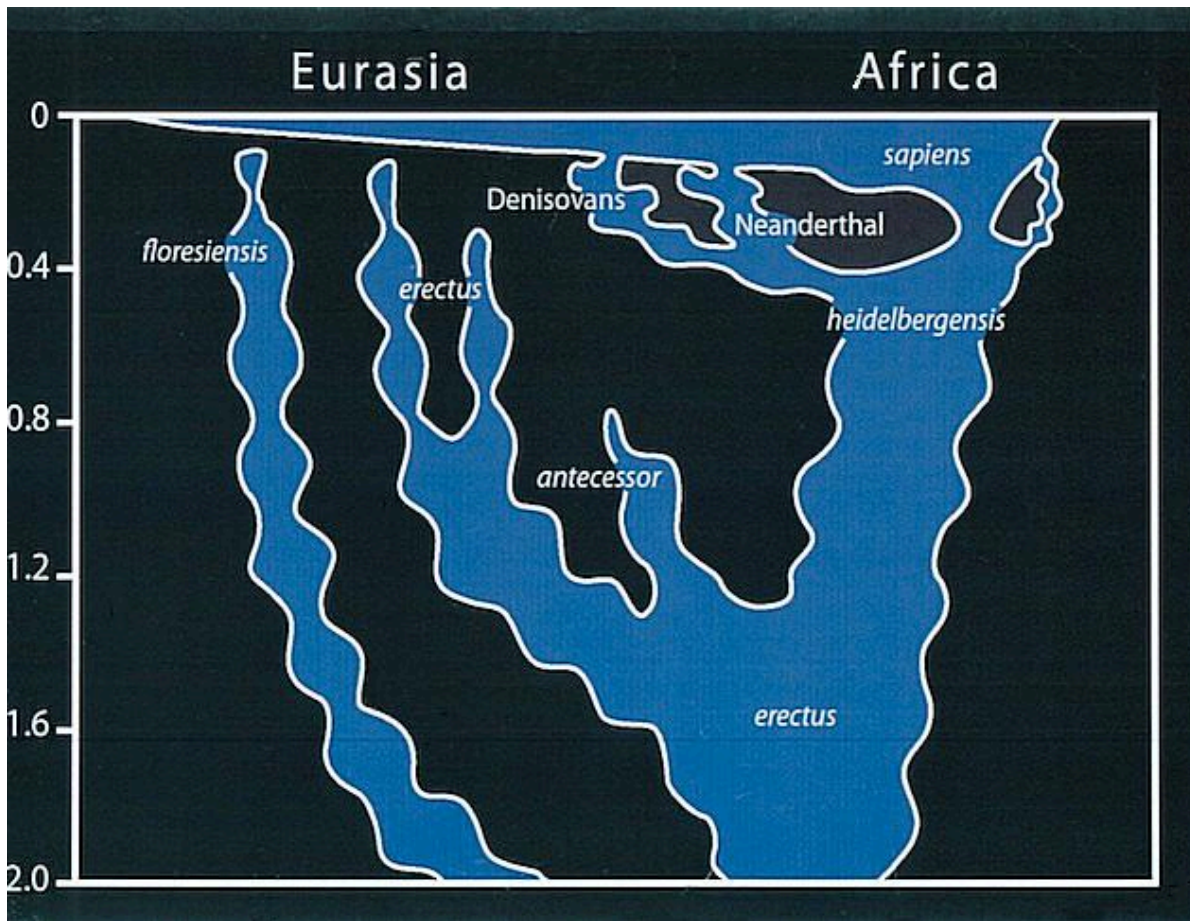 Eurasia Africa
0
sapiens
Denisovans
Neanderthal
floresiensis
0.4
erectus
heidelbergensis
0.8
antecessor
1.2
erectus
1.6
2.0